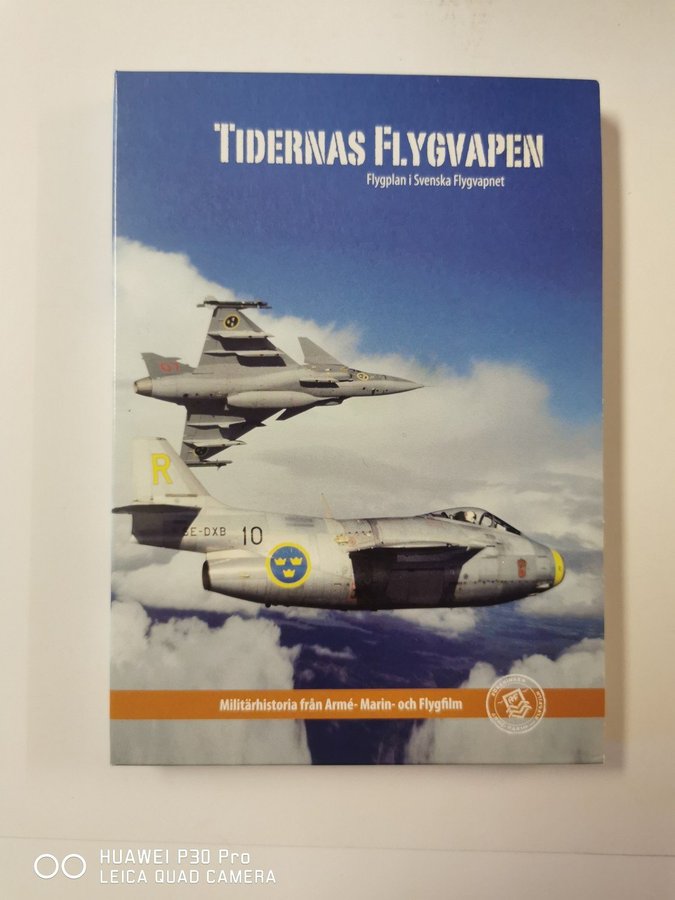 TIDERNAS FLYGVAPEN
Flygplan i Svenska Flygvapnet
R
SE-DXB 10
Militärhistoria från Armé- Marin- och Flygfilm
HUAWEI P30 Pro
LEICA QUAD CAMERA